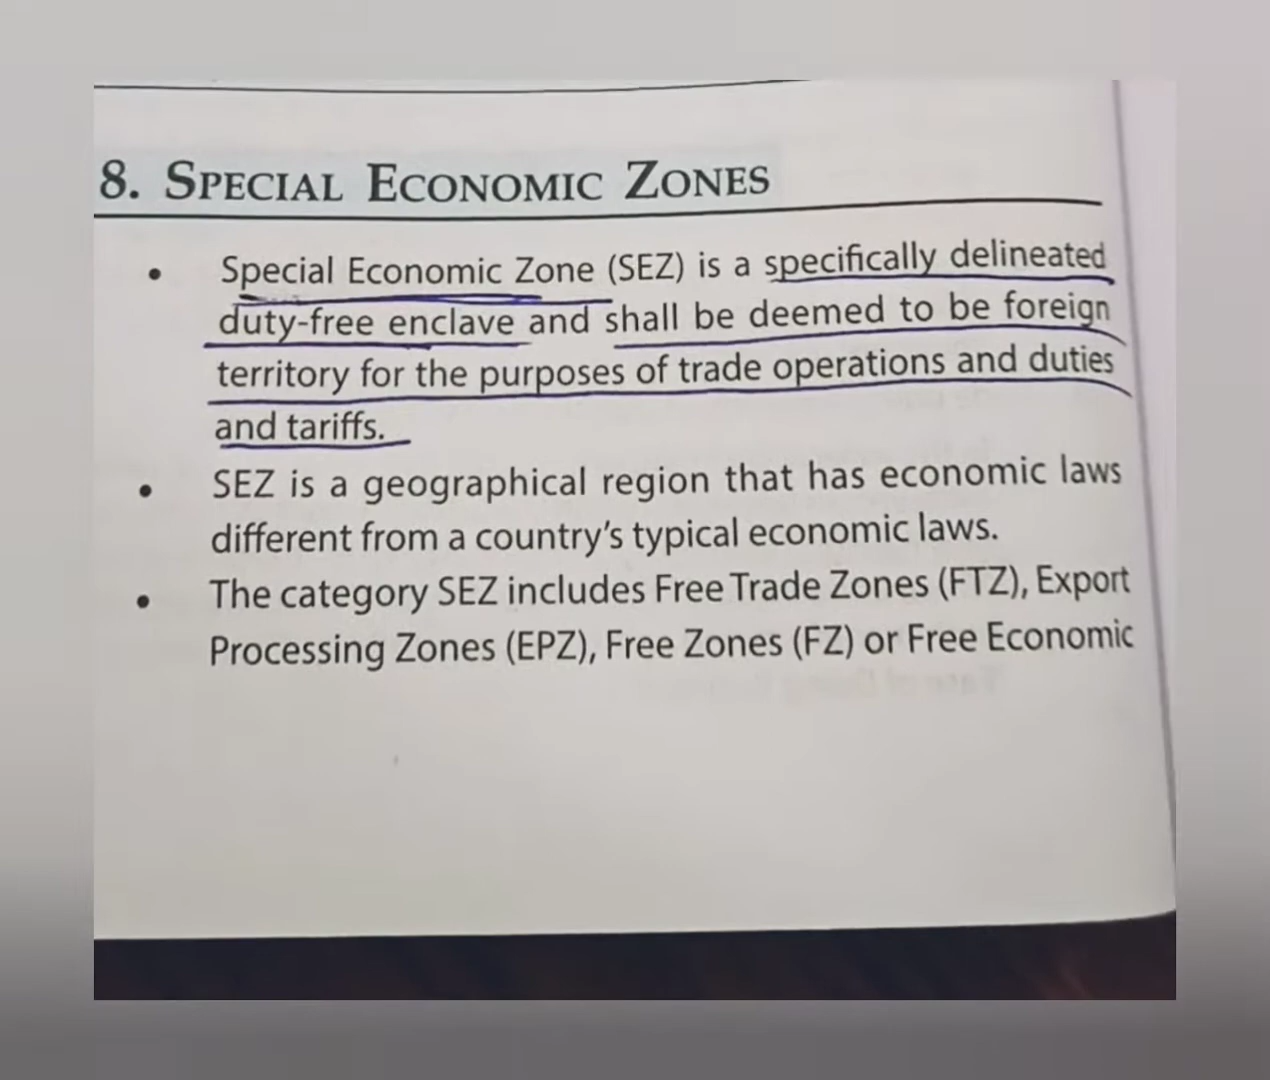 8. SPECIAL ECONOMIC ZONES
• Special Economic Zone (SEZ) is a specifically delineated
duty-free enclave and shall be deemed to be foreign
territory for the purposes of trade operations and duties
and tariffs.
• SEZ is a geographical region that has economic laws
different from a country's typical economic laws.
• The category SEZ includes Free Trade Zones (FTZ), Export
Processing Zones (EPZ), Free Zones (FZ) or Free Economic